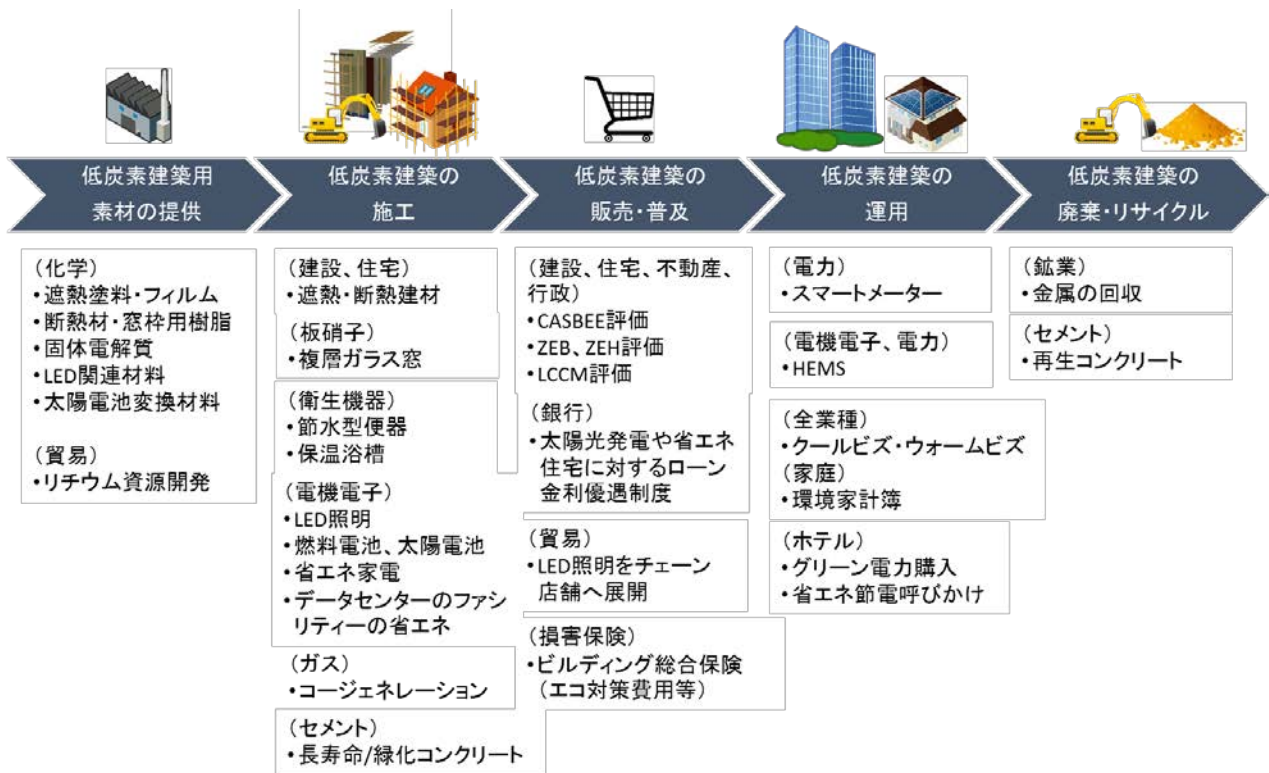 低炭素建築用
素材の提供
低炭素建築の
施工
低炭素建築の
販売・普及
低炭素建築の
運用
低炭素建築の
廃棄・リサイクル
（化学）
・遮熱塗料・フィルム
・断熱材・窓枠用樹脂
・固体電解質
・LED関連材料
・太陽電池変換材料
（貿易）
・リチウム資源開発
（建設、住宅）
・遮熱・断熱建材
（板硝子）
・複層ガラス窓
（衛生機器）
・節水型便器
・保温浴槽
（電機電子）
・LED照明
・燃料電池、太陽電池
・省エネ家電
・データセンターのファシ
リティーの省エネ
（ガス）
・コージェネレーション
（セメント）
・長寿命/緑化コンクリート
（建設、住宅、不動産、
行政）
・CASBEE評価
・ZEB、ZEH評価
・LCCM評価
（銀行）
・太陽光発電や省エネ
住宅に対するローン
金利優遇制度
（貿易）
・LED照明をチェーン
店舗へ展開
（損害保険）
・ビルディング総合保険
（エコ対策費用等）
（電力）
・スマートメーター
（電機電子、電力）
・HEMS
（全業種）
・クールビズ・ウォームビズ
（家庭）
・環境家計簿
（ホテル）
・グリーン電力購入
・省エネ節電呼びかけ
（鉱業）
・金属の回収
（セメント）
・再生コンクリート